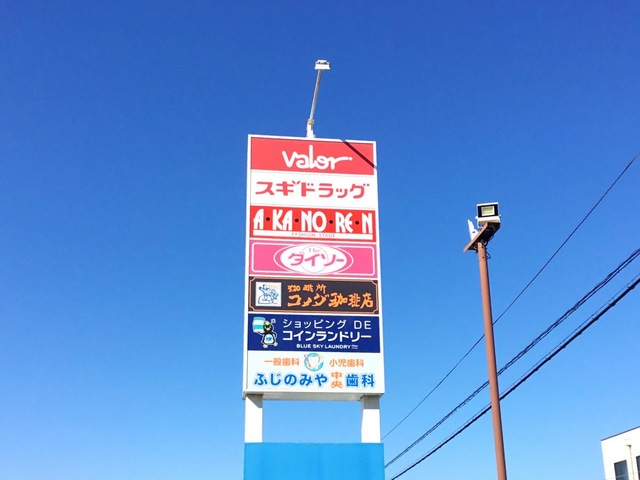 valor
スギドラッグ
A・KA・NO・RE・N
FASHION STAGE
The
ダイソー
珈琲所
コメダ珈琲店
ショッピング DE
コインランドリー
BLUE SKY LAUNDRY
一般歯科 小児歯科
ふじのみや中央歯科